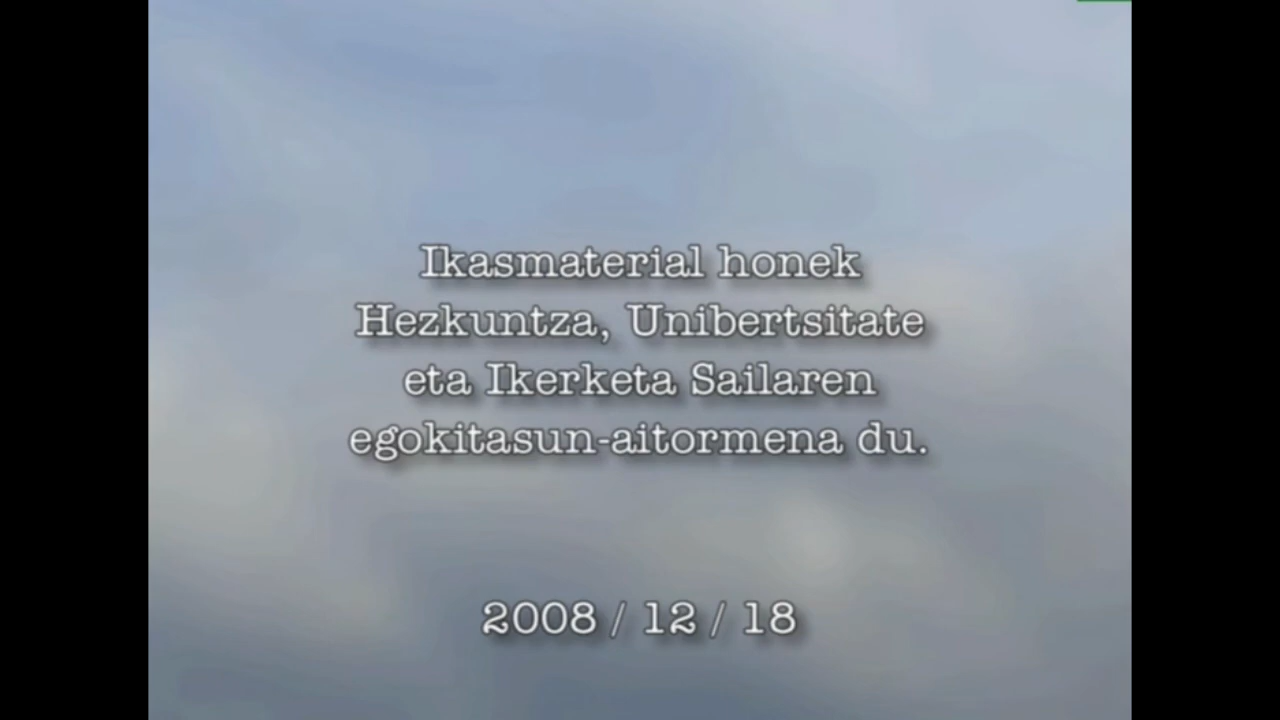 Ikasmaterial honek
Hezkuntza, Unibertsitate
eta Ikerketa Sailaren
egokitasun-aitormena du.
2008 / 12 / 18